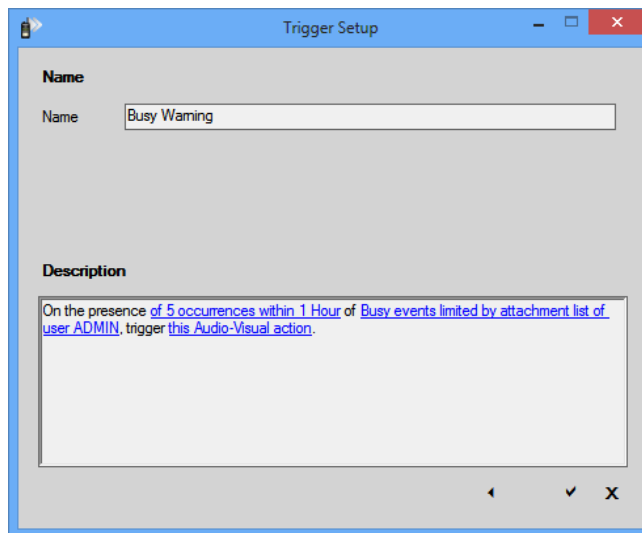 Trigger Setup
Name
Name Busy Warning
Description
On the presence of 5 occurrences within 1 Hour of Busy events limited by attachment list of
user ADMIN, trigger this Audio-Visual action.